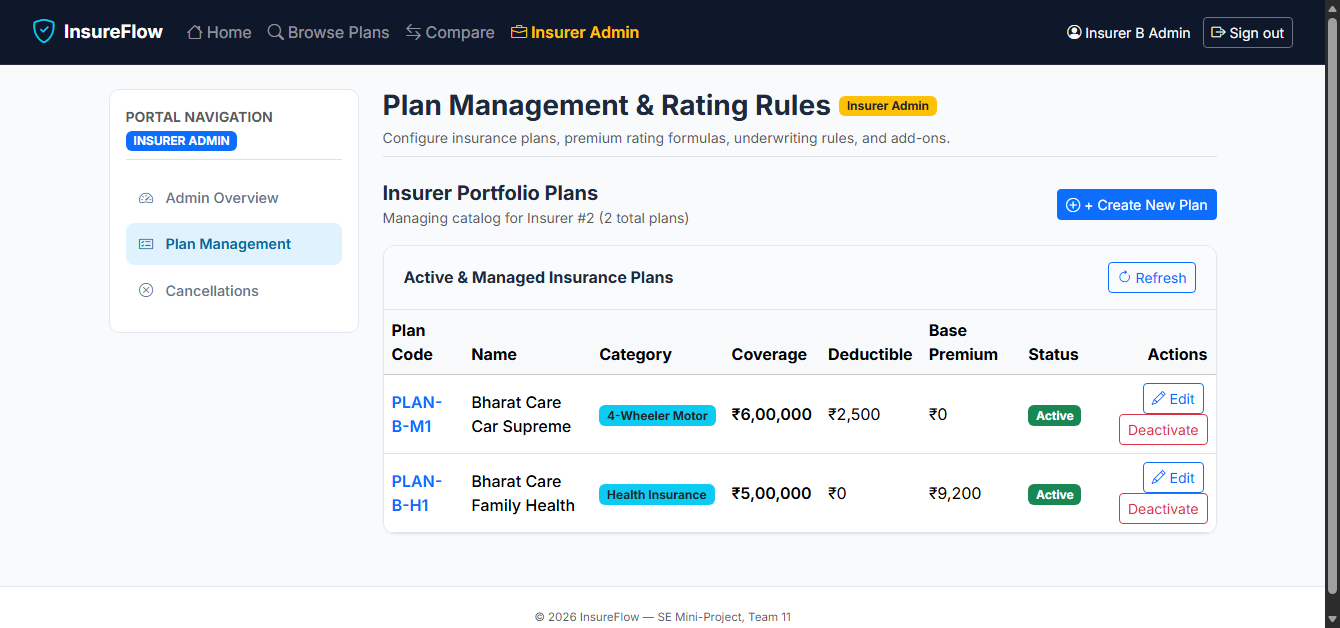 InsureFlow Home Browse Plans Compare Insurer Admin Insurer B Admin Sign out
PORTAL NAVIGATION
INSURER ADMIN
Admin Overview
Plan Management
Cancellations
Plan Management & Rating Rules Insurer Admin
Configure insurance plans, premium rating formulas, underwriting rules, and add-ons.
Insurer Portfolio Plans
Managing catalog for Insurer #2 (2 total plans)
+ Create New Plan
Active & Managed Insurance Plans
Refresh
Plan Code Name Category Coverage Deductible Base Premium Status Actions
PLAN-B-M1 Bharat Care Car Supreme 4-Wheeler Motor ₹6,00,000 ₹2,500 ₹0 Active Edit Deactivate
PLAN-B-H1 Bharat Care Family Health Health Insurance ₹5,00,000 ₹0 ₹9,200 Active Edit Deactivate
© 2026 InsureFlow — SE Mini-Project, Team 11